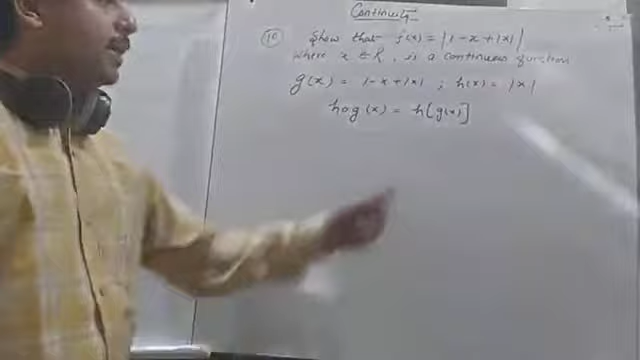 Continuity
(10) Show that f(x) = |1 - x + |x||
where x ∈ R, is a continuous function
g(x) = 1 - x + |x| ; h(x) = |x|
hog(x) = h[g(x)]